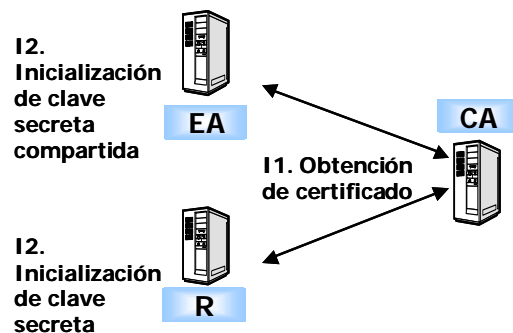 I2.
Inicialización
de clave
secreta
compartida
EA
CA
I1. Obtención
de certificado
I2.
Inicialización
de clave
secreta
R